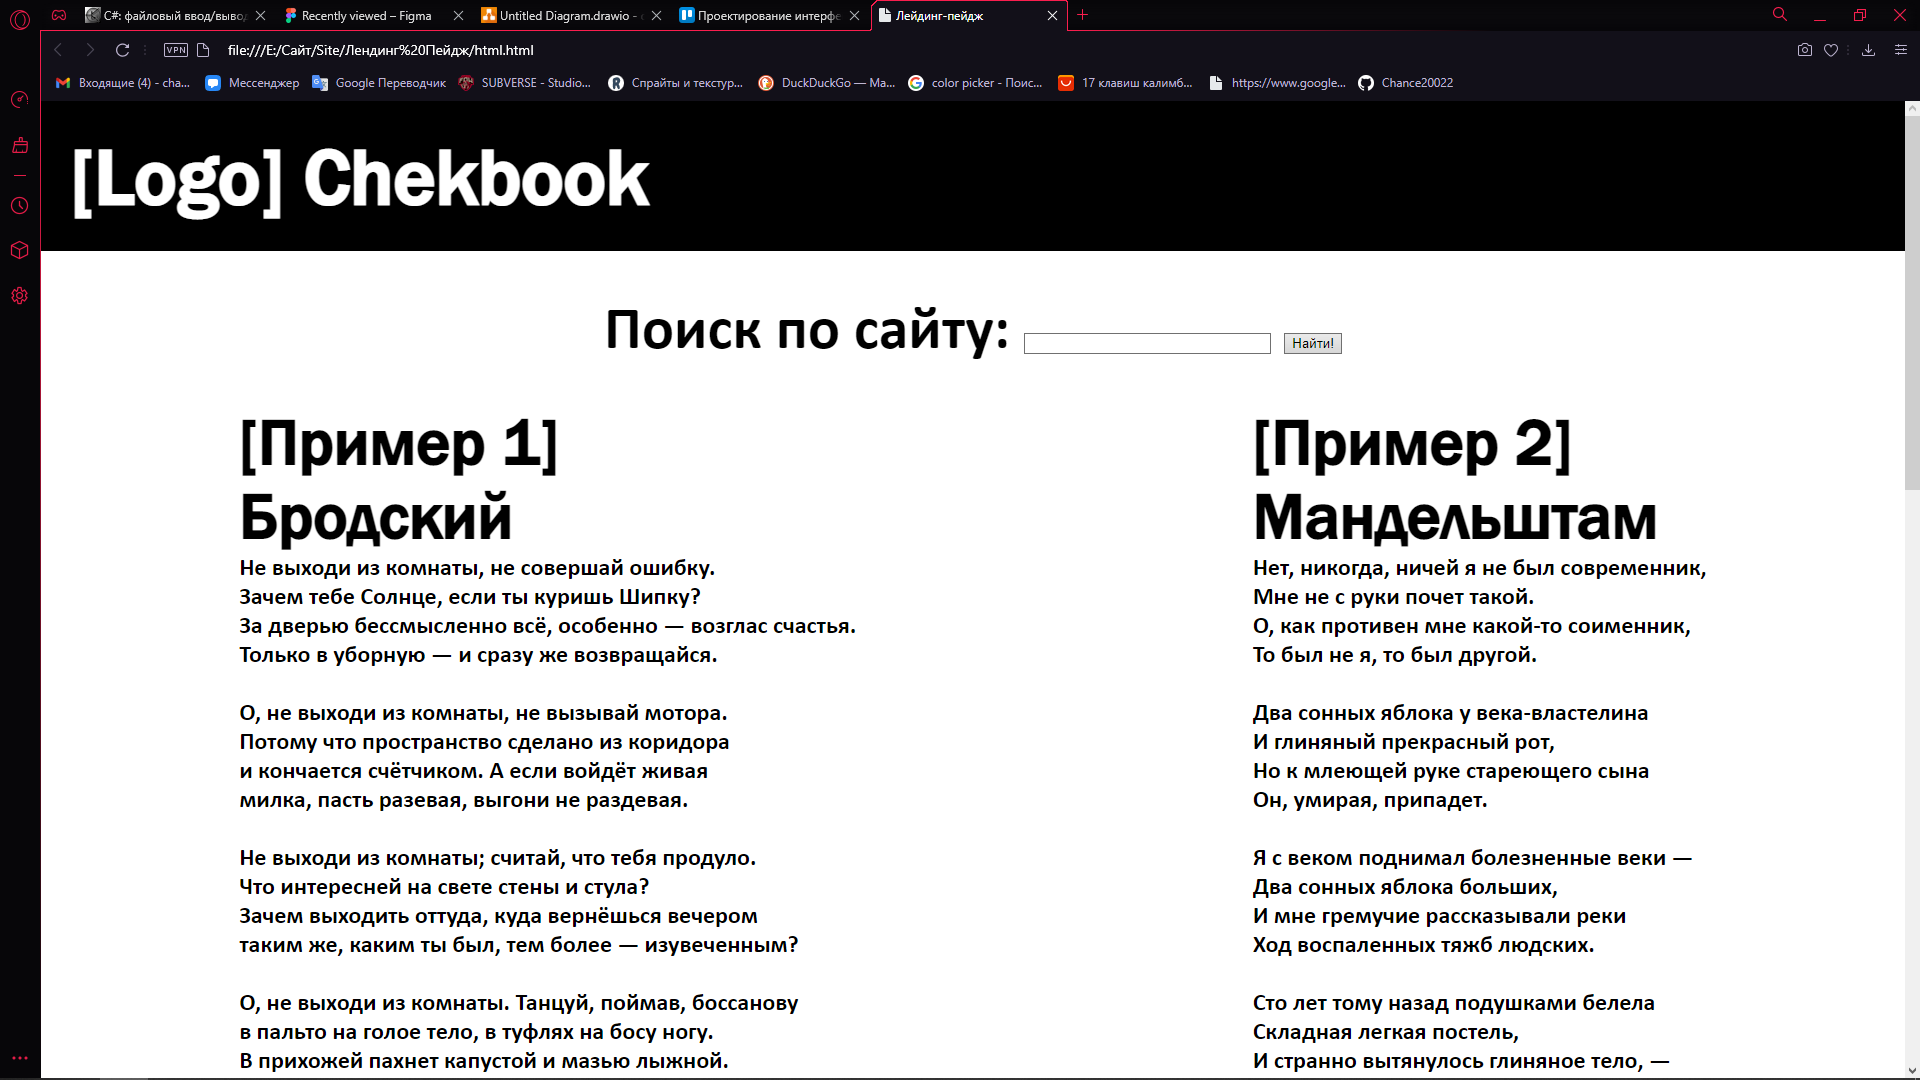 C#: файловый ввод/вывод
Recently viewed – Figma
Untitled Diagram.drawio -
Проектирование интерфе
Лейдинг-пейдж
VPN
file:///E:/Сайт/Site/Лендинг%20Пейдж/html.html
Входящие (4) - cha...
Мессенджер
Google Переводчик
SUBVERSE - Studio...
Спрайты и текстур...
DuckDuckGo — Ma...
color picker - Поис...
17 клавиш калимб...
https://www.google...
Chance20022
[Logo] Chekbook
Поиск по сайту:
Найти!
[Пример 1]
Бродский
Не выходи из комнаты, не совершай ошибку.
Зачем тебе Солнце, если ты куришь Шипку?
За дверью бессмысленно всё, особенно — возглас счастья.
Только в уборную — и сразу же возвращайся.
О, не выходи из комнаты, не вызывай мотора.
Потому что пространство сделано из коридора
и кончается счётчиком. А если войдёт живая
милка, пасть разевая, выгони не раздевая.
Не выходи из комнаты; считай, что тебя продуло.
Что интересней на свете стены и стула?
Зачем выходить оттуда, куда вернёшься вечером
таким же, каким ты был, тем более — изувеченным?
О, не выходи из комнаты. Танцуй, поймав, боссанову
в пальто на голое тело, в туфлях на босу ногу.
В прихожей пахнет капустой и мазью лыжной.
[Пример 2]
Мандельштам
Нет, никогда, ничей я не был современник,
Мне не с руки почет такой.
О, как противен мне какой-то соименник,
То был не я, то был другой.
Два сонных яблока у века-властелина
И глиняный прекрасный рот,
Но к млеющей руке стареющего сына
Он, умирая, припадет.
Я с веком поднимал болезненные веки —
Два сонных яблока больших,
И мне гремучие рассказывали реки
Ход воспаленных тяжб людских.
Сто лет тому назад подушками белела
Складная легкая постель,
И странно вытянулось глиняное тело, —